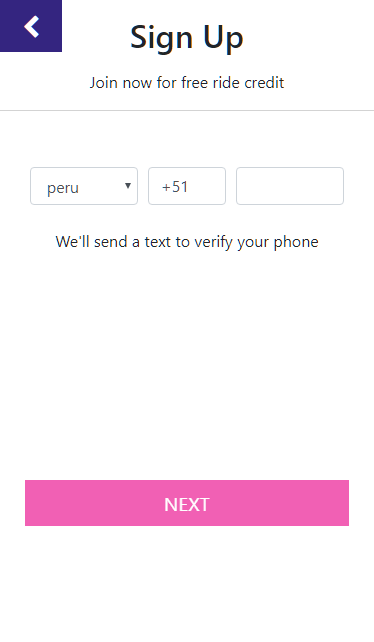 Sign Up
Join now for free ride credit
peru +51
We'll send a text to verify your phone
NEXT